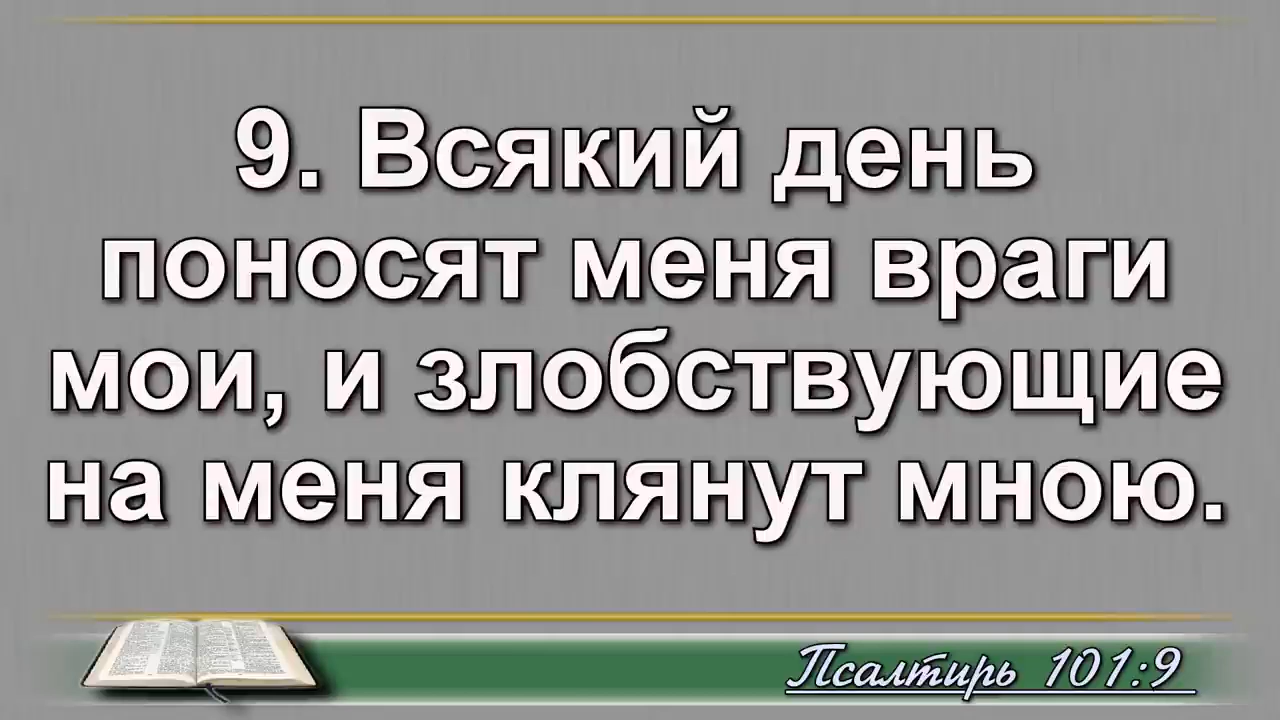 9. Всякий день
поносят меня враги
мои, и злобствующие
на меня клянут мною.
Псалтирь 101:9